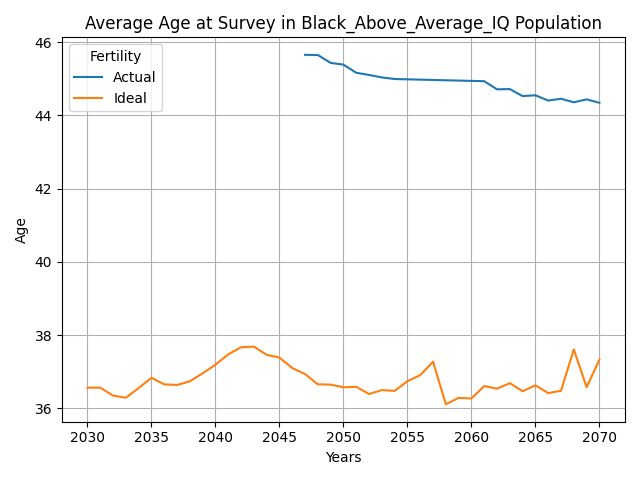 Average Age at Survey in Black_Above_Average_IQ Population
Fertility
Actual
Ideal
46
44
42
40
38
36
Age
2030 2035 2040 2045 2050 2055 2060 2065 2070
Years